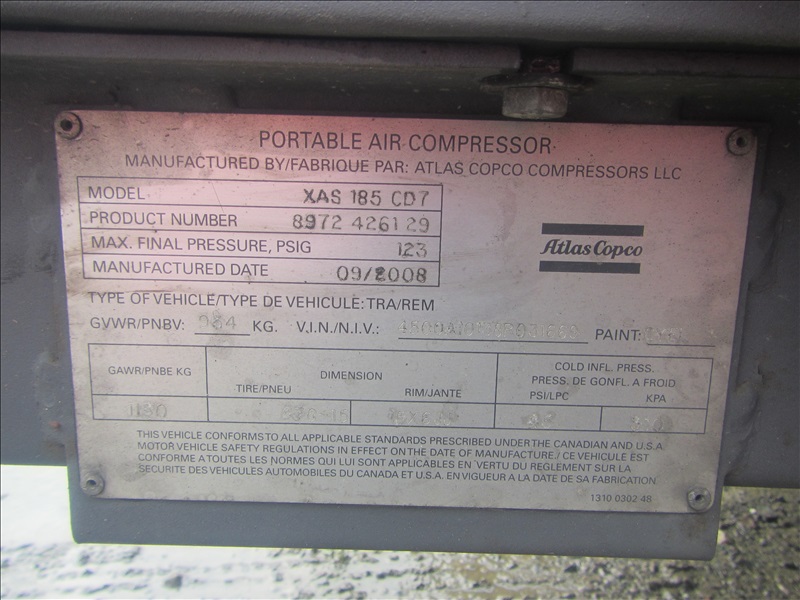 PORTABLE AIR COMPRESSOR
MANUFACTURED BY/FABRIQUE PAR: ATLAS COPCO COMPRESSORS LLC
MODEL XAS 185 CD7
PRODUCT NUMBER 8972 426129
MAX. FINAL PRESSURE, PSIG 123
MANUFACTURED DATE 09/2008
Atlas Copco
TYPE OF VEHICLE/TYPE DE VEHICULE: TRA/REM
GVWR/PNBV: 984 KG. V.I.N./N.I.V.: PAINT:
GAWR/PNBE KG DIMENSION COLD INFL. PRESS.
PRESS. DE GONFL. A FROID
TIRE/PNEU RIM/JANTE PSI/LPC KPA
1130
THIS VEHICLE CONFORMS TO ALL APPLICABLE STANDARDS PRESCRIBED UNDER THE CANADIAN AND U.S.A.
MOTOR VEHICLE SAFETY REGULATIONS IN EFFECT ON THE DATE OF MANUFACTURE./ CE VEHICULE EST
CONFORME A TOUTES LES NORMES QUI LUI SONT APPLICABLES EN VERTU DU REGLEMENT SUR LA
SECURITE DES VEHICULES AUTOMOBILES DU CANADA ET U.S.A. EN VIGUEUR A LA DATE DE SA FABRICATION
1310 0302 48